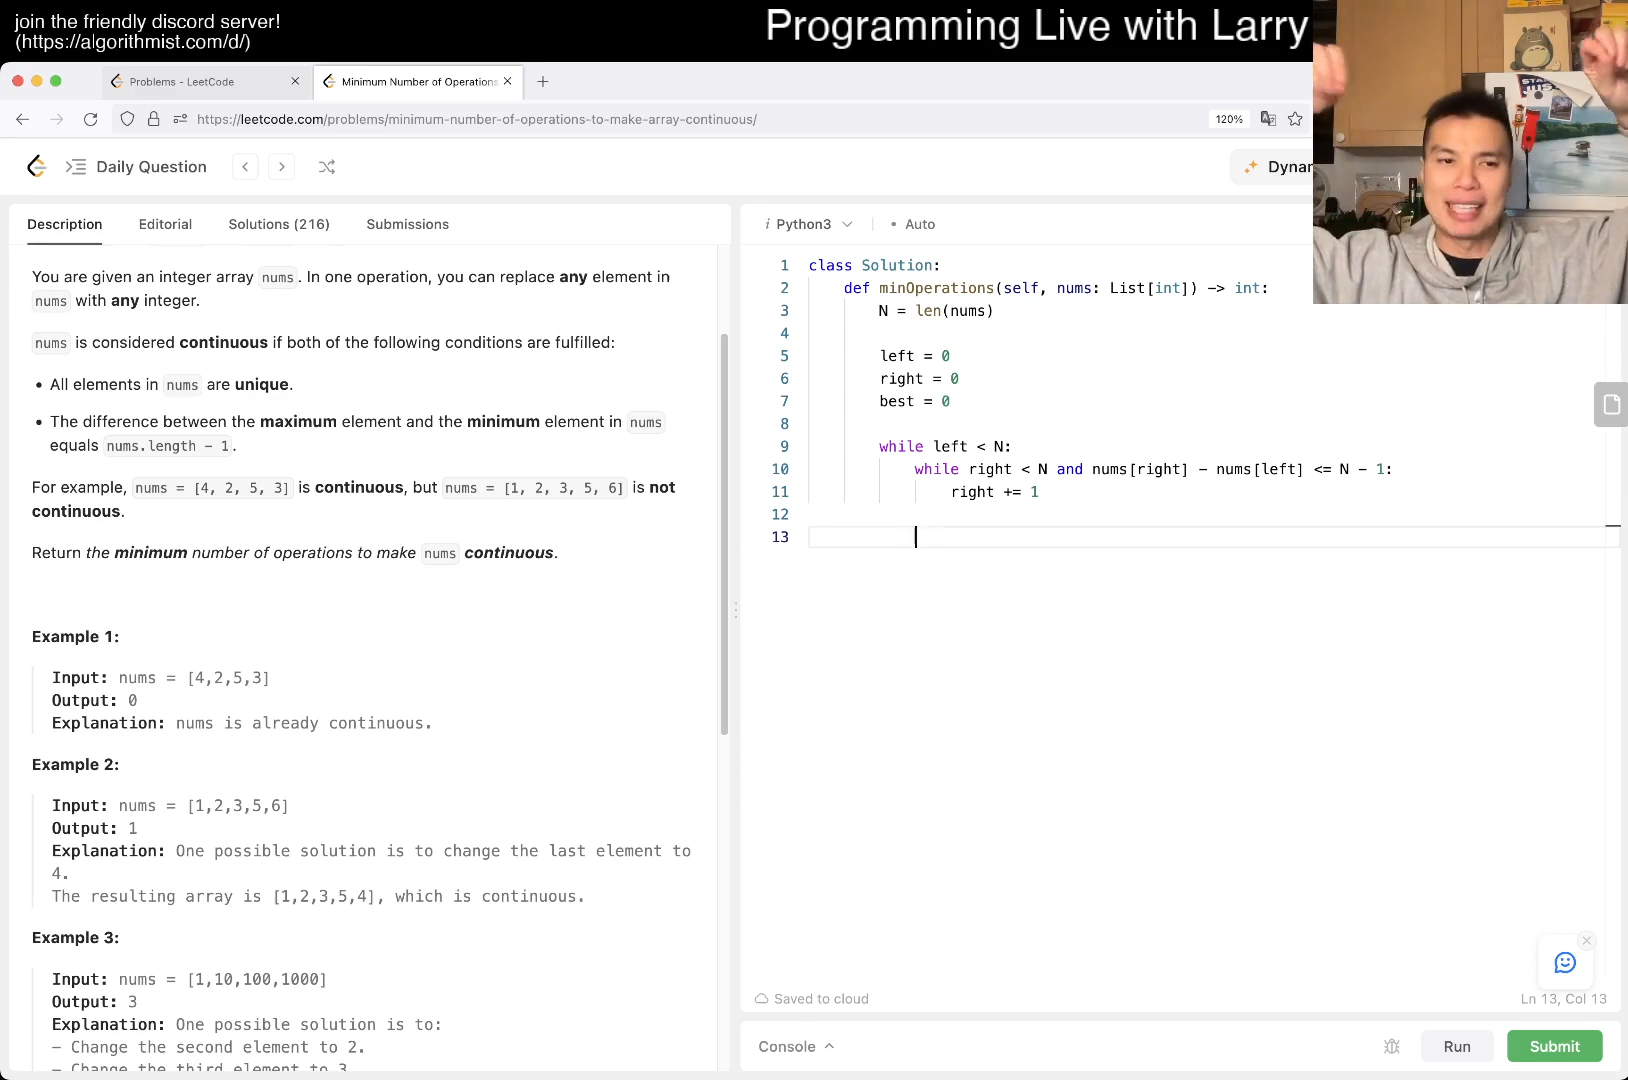 join the friendly discord server!
(https://algorithmist.com/d/)
Programming Live with Larry
Problems - LeetCode
Minimum Number of Operations
https://leetcode.com/problems/minimum-number-of-operations-to-make-array-continuous/
120%
Daily Question
Dynan
Description
Editorial
Solutions (216)
Submissions
You are given an integer array nums. In one operation, you can replace any element in
nums with any integer.
nums is considered continuous if both of the following conditions are fulfilled:
• All elements in nums are unique.
• The difference between the maximum element and the minimum element in nums
equals nums.length - 1.
For example, nums = [4, 2, 5, 3] is continuous, but nums = [1, 2, 3, 5, 6] is not
continuous.
Return the minimum number of operations to make nums continuous.
Example 1:
Input: nums = [4,2,5,3]
Output: 0
Explanation: nums is already continuous.
Example 2:
Input: nums = [1,2,3,5,6]
Output: 1
Explanation: One possible solution is to change the last element to
4.
The resulting array is [1,2,3,5,4], which is continuous.
Example 3:
Input: nums = [1,10,100,1000]
Output: 3
Explanation: One possible solution is to:
- Change the second element to 2.
- Change the third element to 3.
i Python3
• Auto
1 class Solution:
2 def minOperations(self, nums: List[int]) -> int:
3 N = len(nums)
4
5 left = 0
6 right = 0
7 best = 0
8
9 while left < N:
10 while right < N and nums[right] - nums[left] <= N - 1:
11 right += 1
12
13
Saved to cloud
Ln 13, Col 13
Console
Run
Submit